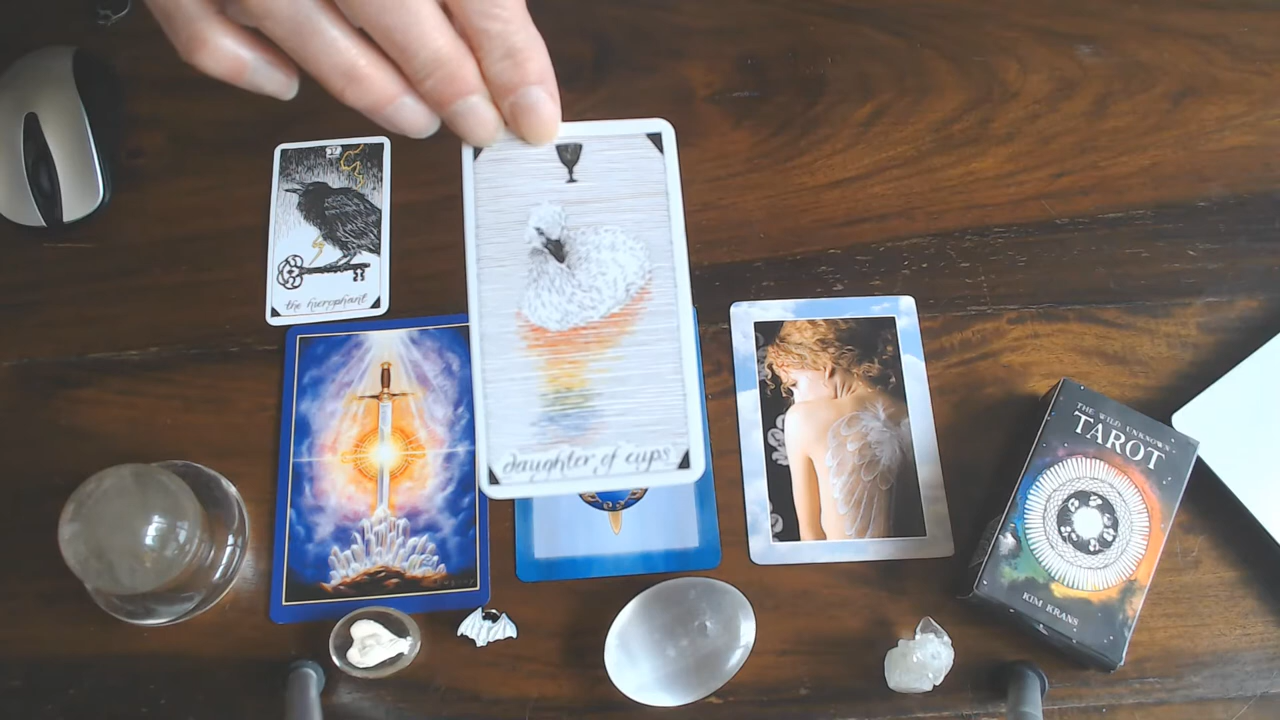 the hierophant
daughter of cups
THE WILD UNKNOWN
TAROT
KIM KRANS